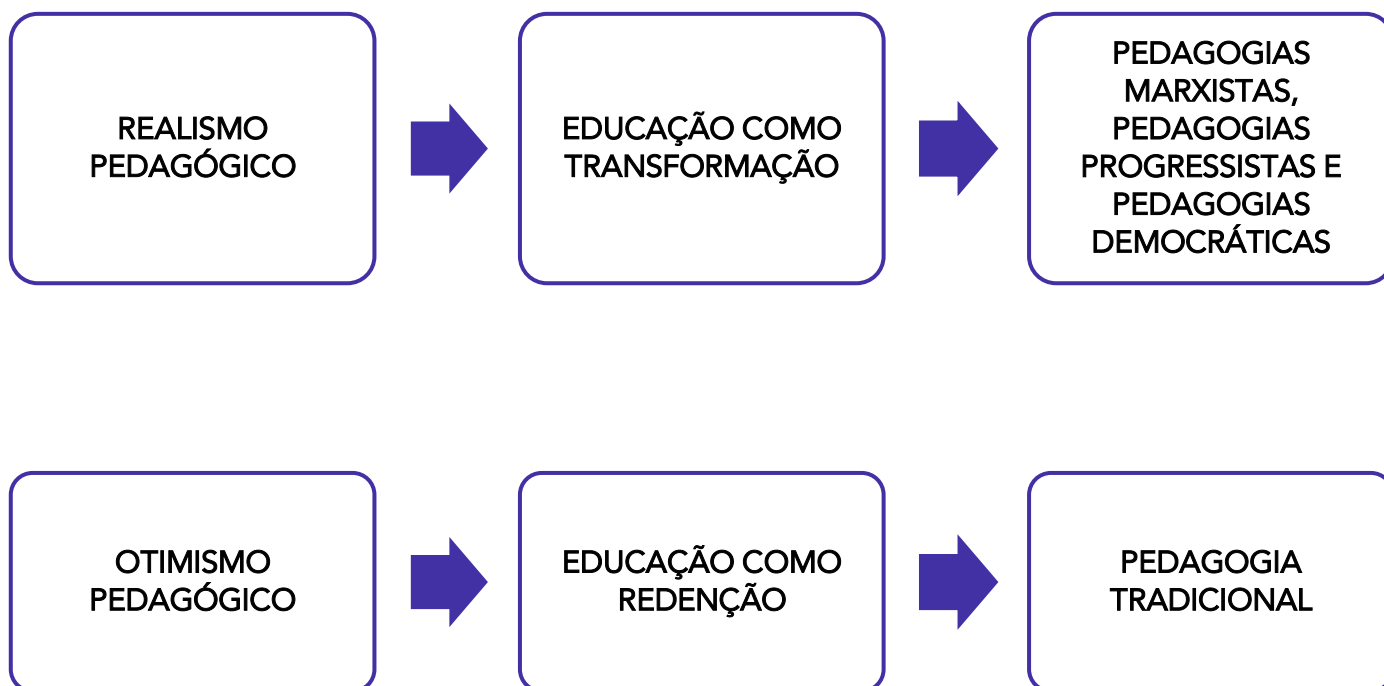 REALISMO
PEDAGÓGICO
EDUCAÇÃO COMO
TRANSFORMAÇÃO
PEDAGOGIAS
MARXISTAS,
PEDAGOGIAS
PROGRESSISTAS E
PEDAGOGIAS
DEMOCRÁTICAS
OTIMISMO
PEDAGÓGICO
EDUCAÇÃO COMO
REDENÇÃO
PEDAGOGIA
TRADICIONAL